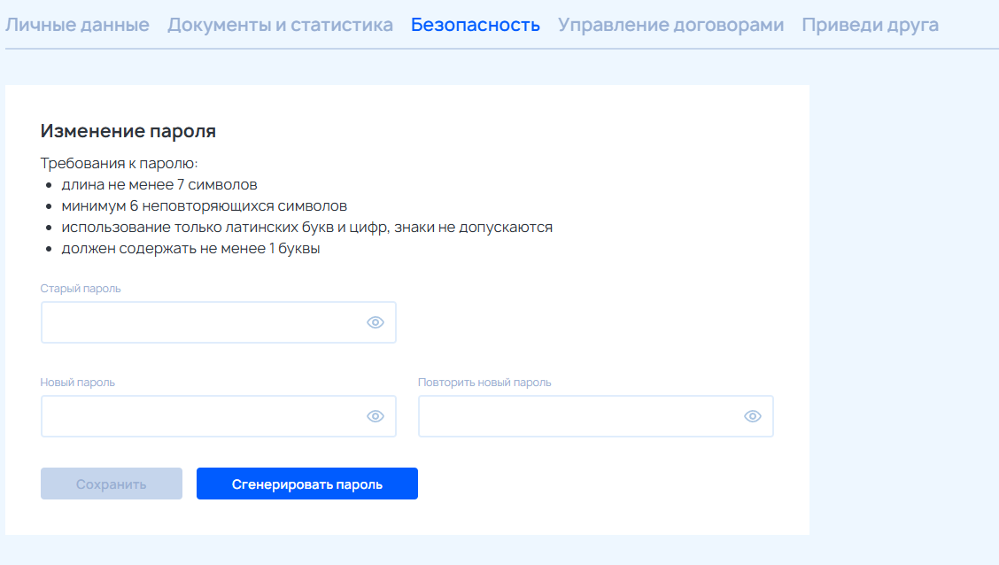 Личные данные Документы и статистика Безопасность Управление договорами Приведи друга
Изменение пароля
Требования к паролю:
длина не менее 7 символов
минимум 6 неповторяющихся символов
использование только латинских букв и цифр, знаки не допускаются
должен содержать не менее 1 буквы
Старый пароль
Новый пароль Повторить новый пароль
Сохранить Сгенерировать пароль